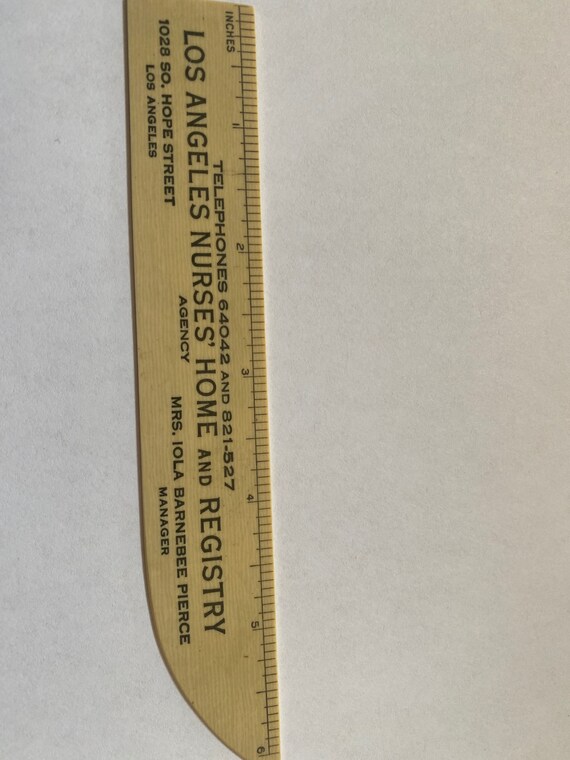 INCHES
1 2 3 4 5 6
TELEPHONES 64042 AND 821-527
LOS ANGELES NURSES' HOME AND REGISTRY
AGENCY
1028 SO. HOPE STREET
LOS ANGELES
MRS. IOLA BARNEBEE PIERCE
MANAGER